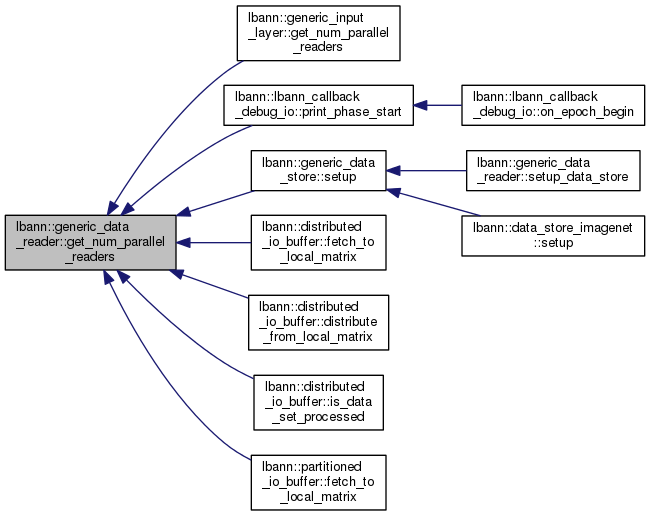 lbann::generic_input
_layer::get_num_parallel
_readers
lbann::lbann_callback
_debug_io::print_phase_start
lbann::lbann_callback
_debug_io::on_epoch_begin
lbann::generic_data
_store::setup
lbann::generic_data
_reader::setup_data_store
lbann::data_store_imagenet
::setup
lbann::generic_data
_reader::get_num_parallel
_readers
lbann::distributed
_io_buffer::fetch_to
_local_matrix
lbann::distributed
_io_buffer::distribute
_from_local_matrix
lbann::distributed
_io_buffer::is_data
_set_processed
lbann::partitioned
_io_buffer::fetch_to
_local_matrix